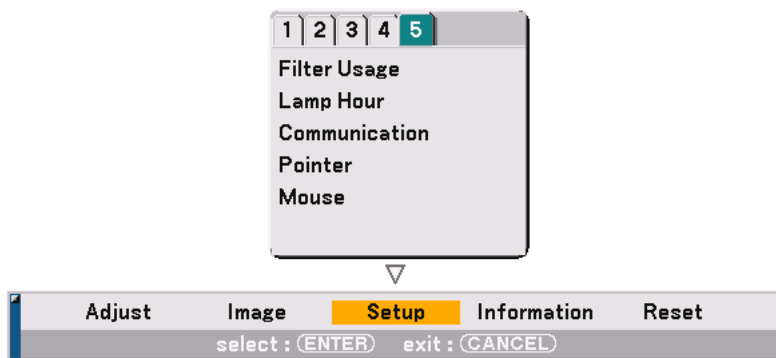 1 2 3 4 5
Filter Usage
Lamp Hour
Communication
Pointer
Mouse
Adjust Image Setup Information Reset
select : ENTER exit : CANCEL